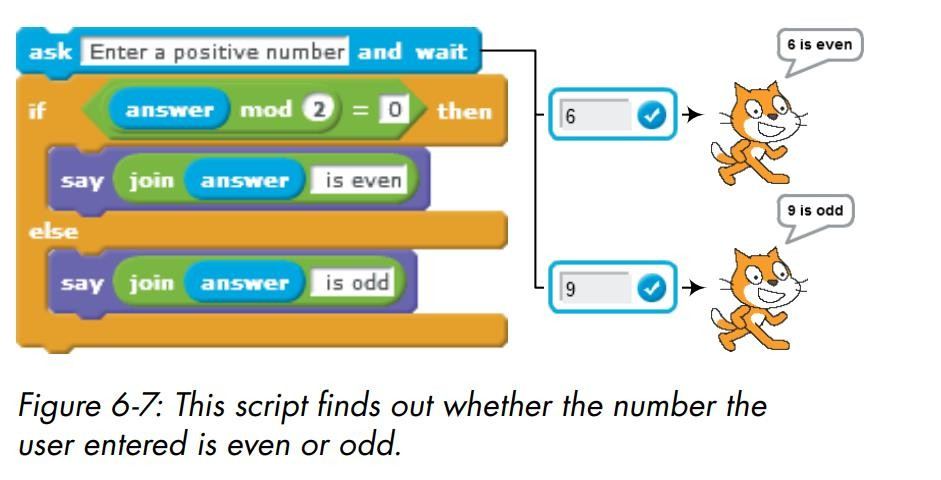 ask Enter a positive number and wait
if answer mod 2 = 0 then
say join answer is even
else
say join answer is odd
6
6 is even
9
9 is odd
Figure 6-7: This script finds out whether the number the
user entered is even or odd.